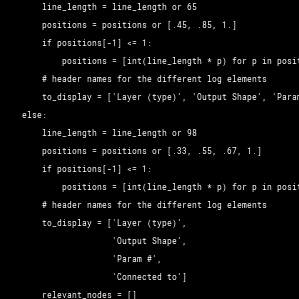 line_length = line_length or 65
positions = positions or [.45, .85, 1.]
if positions[-1] <= 1:
positions = [int(line_length * p) for p in
# header names for the different log elements
to_display = ['Layer (type)', 'Output Shape',
else:
line_length = line_length or 98
positions = positions or [.33, .55, .67, 1.]
if positions[-1] <= 1:
positions = [int(line_length * p) for p in
# header names for the different log elements
to_display = ['Layer (type)',
'Output Shape',
'Param #',
'Connected to']
relevant_nodes = []